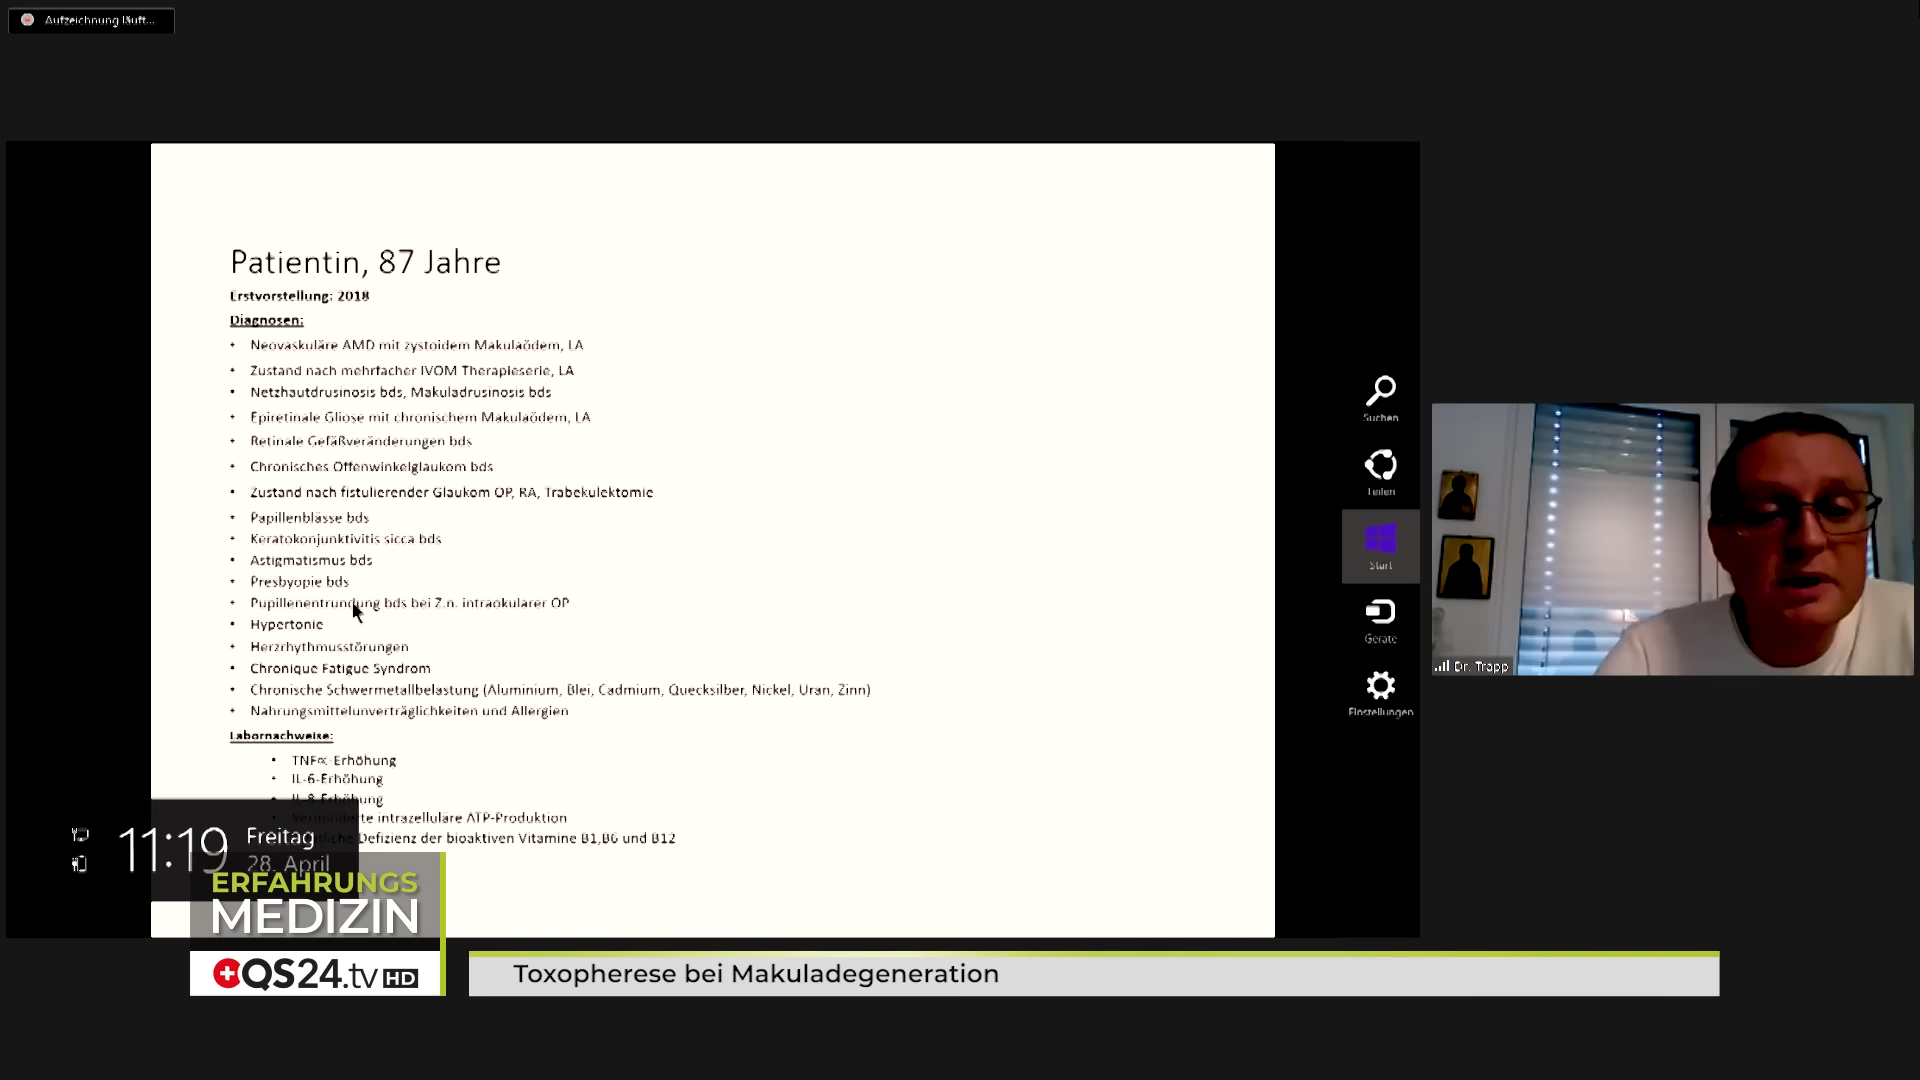 Aufzeichnung läuft...
Patientin, 87 Jahre
Erstvorstellung: 2018
Diagnosen:
• Neovaskuläre AMD mit zystoidem Makulaödem, LA
• Zustand nach mehrfacher IVOM Therapieserie, LA
• Netzhautdrusinosis bds, Makuladrusinosis bds
• Epiretinale Gliose mit chronischem Makulaödem, LA
• Retinale Gefäßveränderungen bds
• Chronisches Offenwinkelglaukom bds
• Zustand nach fistulierender Glaukom OP, RA, Trabekulektomie
• Papillenblässe bds
• Keratokonjunktivitis sicca bds
• Astigmatismus bds
• Presbyopie bds
• Pupillenentrundung bds bei Z.n. intraokularer OP
• Hypertonie
• Herzrhythmusstörungen
• Chronique Fatigue Syndrom
• Chronische Schwermetallbelastung (Aluminium, Blei, Cadmium, Quecksilber, Nickel, Uran, Zinn)
• Nahrungsmittelunverträglichkeiten und Allergien
Labornachweise:
• TNF∝-Erhöhung
• IL-6-Erhöhung
• IL-8-Erhöhung
Verminderte intrazellulare ATP-Produktion
Defizienz der bioaktiven Vitamine B1,B6 und B12
11:19
Freitag
28. April
Suchen
Teilen
Start
Geräte
Einstellungen
Dr. Trapp
ERFAHRUNGS
MEDIZIN
QS24.tv HD
Toxopherese bei Makuladegeneration